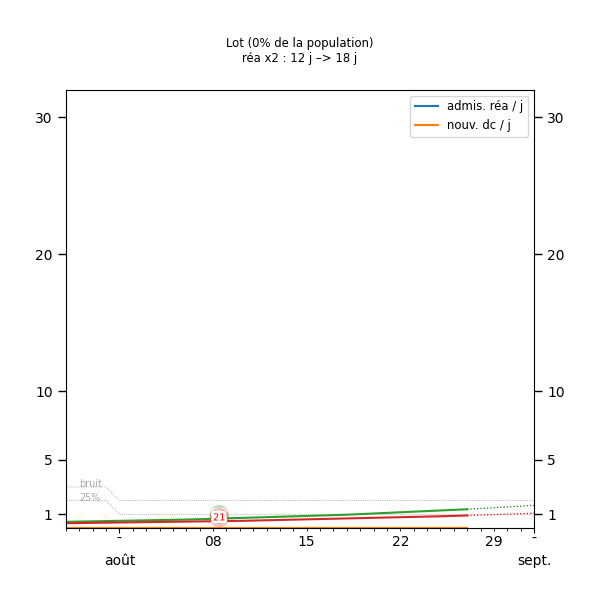 Lot (0% de la population)
réa x2 : 12 j –> 18 j
admis. réa / j
nouv. dc / j
30
30
20
20
10
10
5
5
bruit
25%
1
21
1
-
08
15
22
29
-
août
sept.